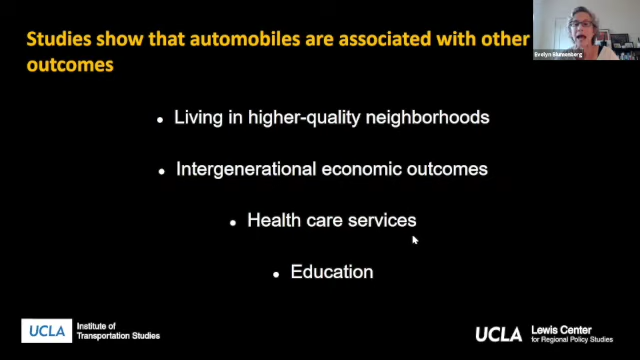 Studies show that automobiles are associated with other
outcomes
Evelyn Blumenberg
• Living in higher-quality neighborhoods
• Intergenerational economic outcomes
• Health care services
• Education
UCLA
Institute of
Transportation Studies
UCLA
Lewis Center
for Regional Policy Studies